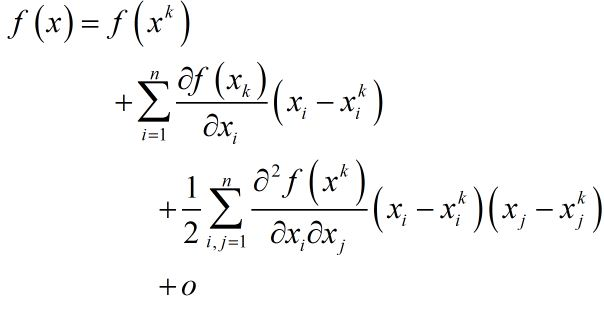 f(x) = f(x^k)
+ \sum_{i=1}^{n} \frac{\partial f(x_k)}{\partial x_i} (x_i - x_i^k)
+ \frac{1}{2} \sum_{i,j=1}^{n} \frac{\partial^2 f(x^k)}{\partial x_i \partial x_j} (x_i - x_i^k)(x_j - x_j^k)
+ o